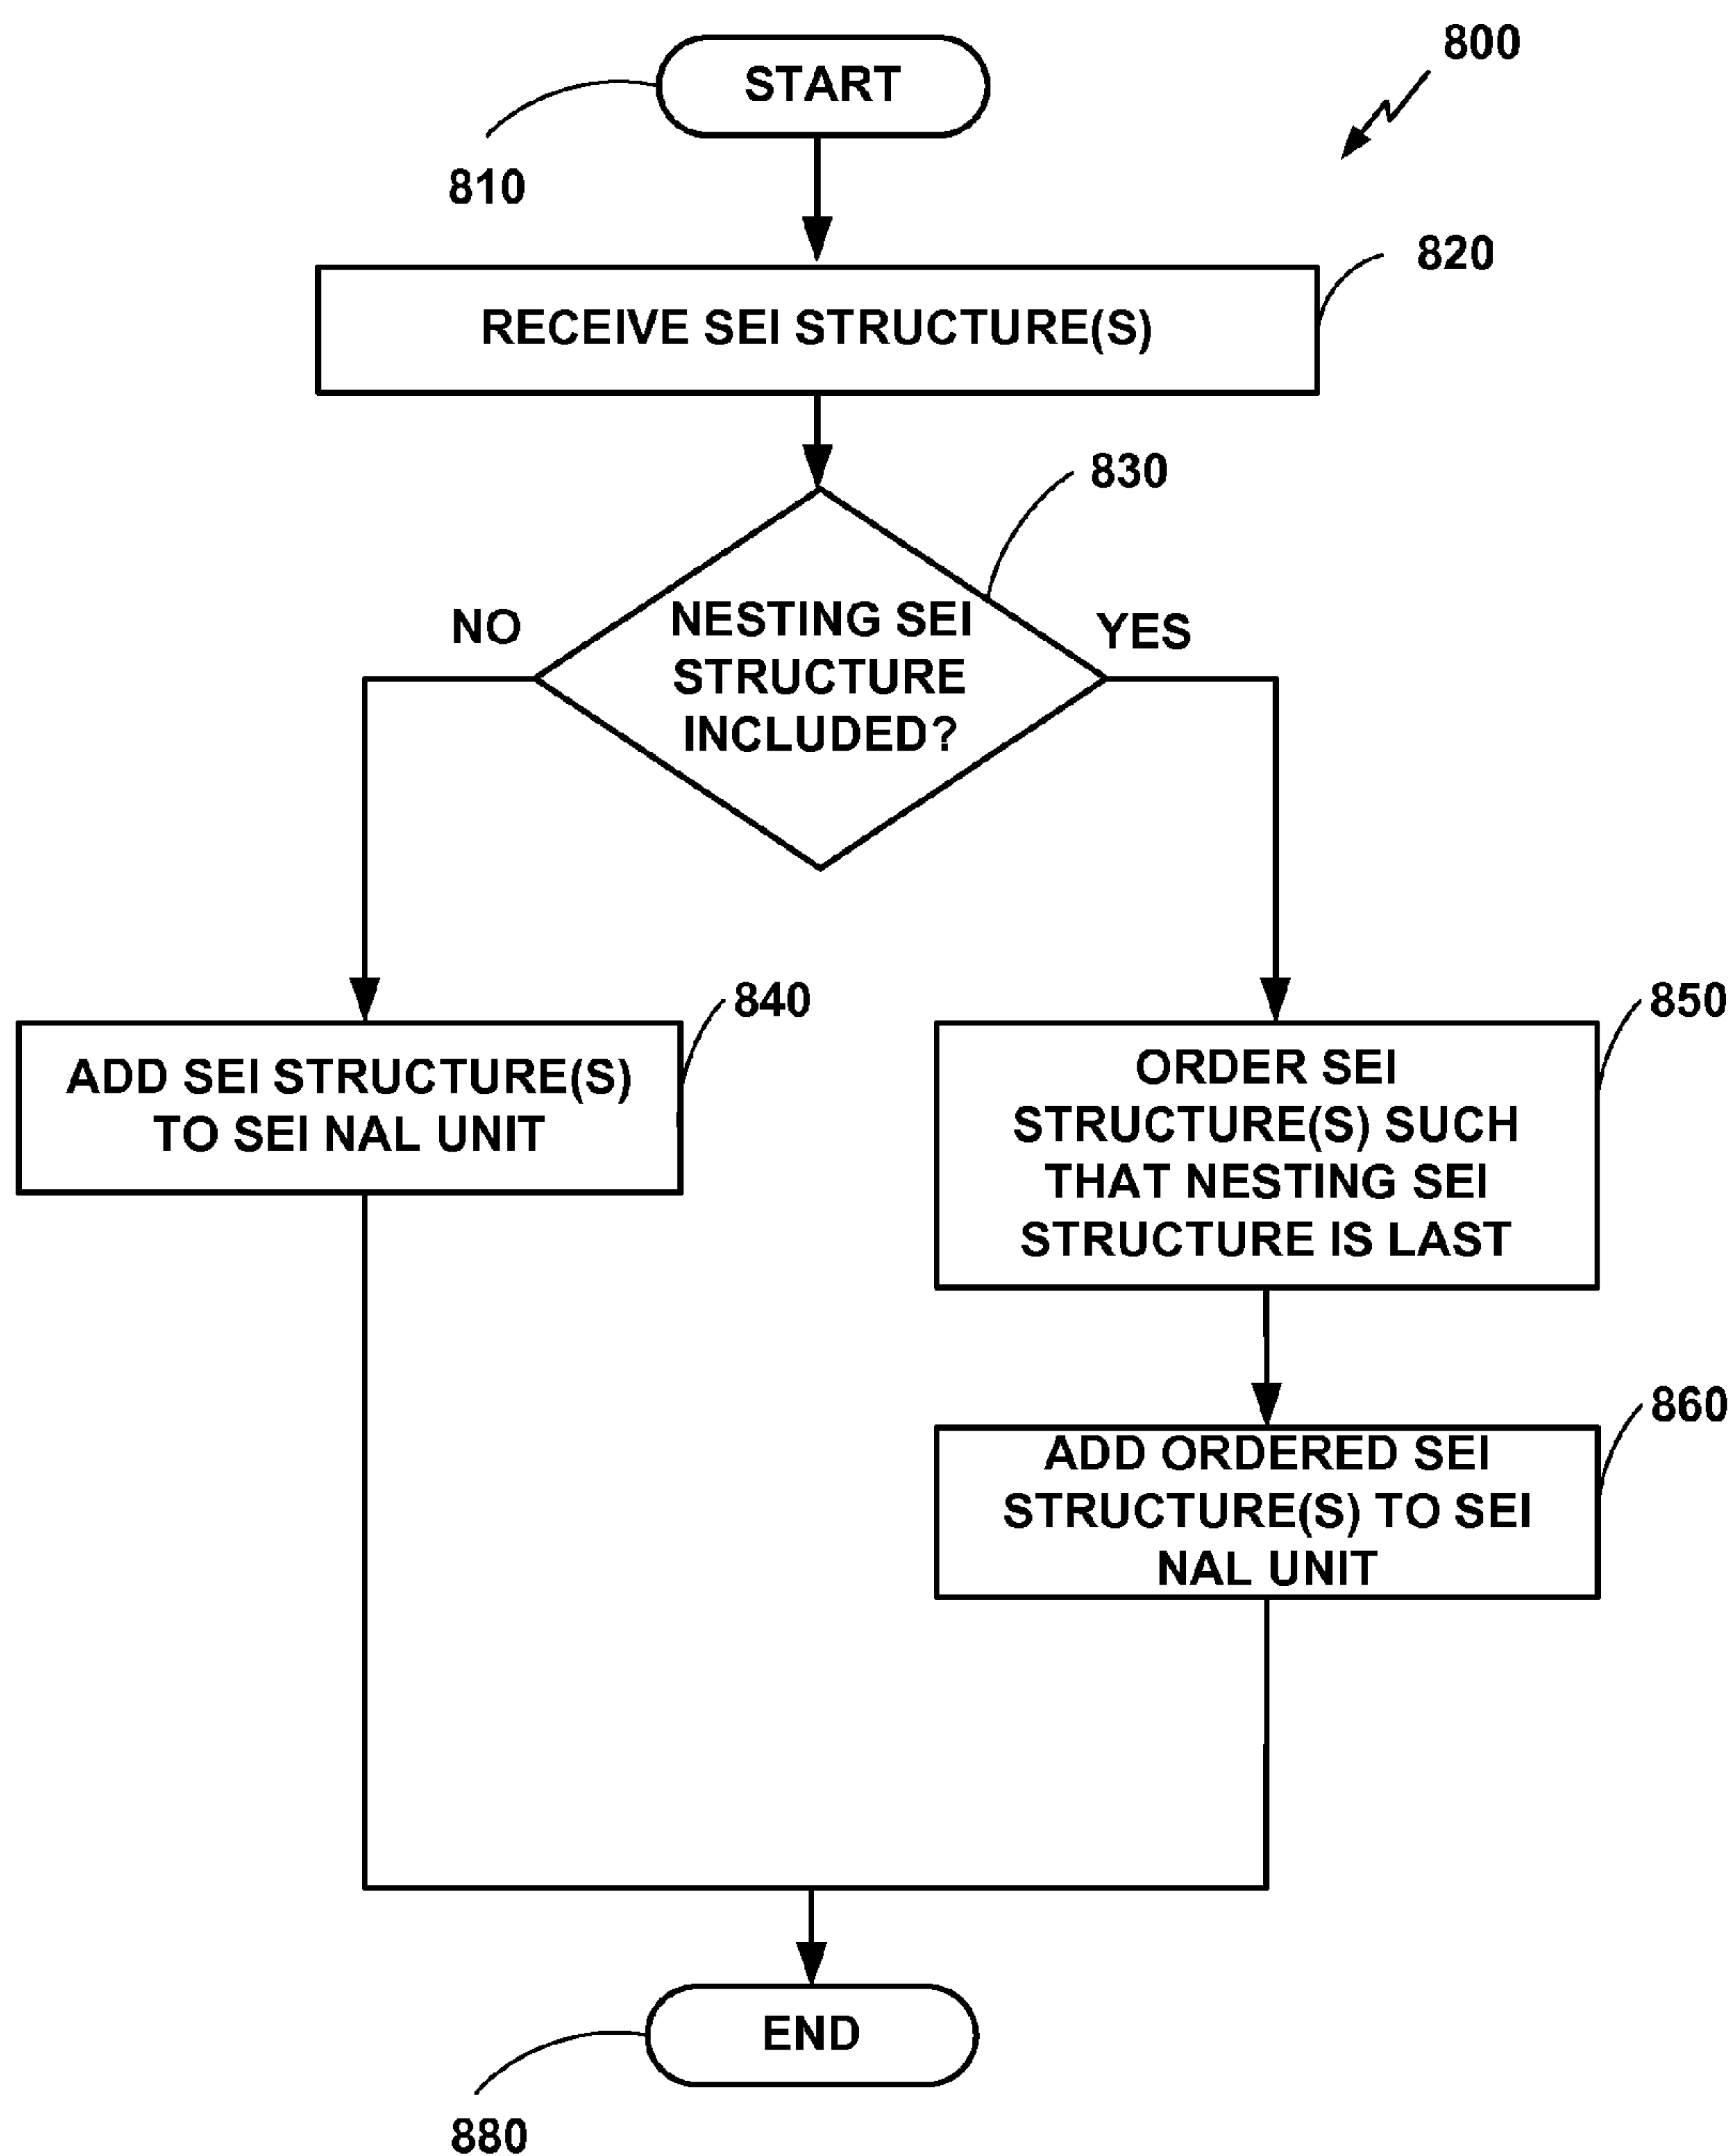 800
START
810
820
RECEIVE SEI STRUCTURE(S)
830
NO
YES
NESTING SEI
STRUCTURE
INCLUDED?
840
ADD SEI STRUCTURE(S)
TO SEI NAL UNIT
850
ORDER SEI
STRUCTURE(S) SUCH
THAT NESTING SEI
STRUCTURE IS LAST
860
ADD ORDERED SEI
STRUCTURE(S) TO SEI
NAL UNIT
END
880